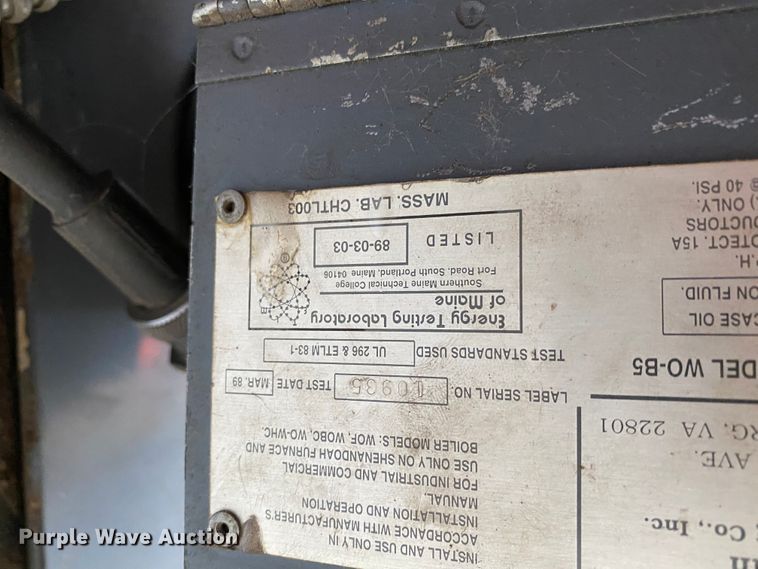 H
Co., Inc.
AVE.
RG. VA 22801
DEL WO-B5
CASE OIL
ON FLUID.
P.H.
OTECT. 15A
DUCTORS
) ONLY.
@ 40 PSI.
INSTALL AND USE ONLY IN
ACCORDANCE WITH MANUFACTURER'S
INSTALLATION AND OPERATION
MANUAL.
FOR INDUSTRIAL AND COMMERCIAL
USE ONLY ON SHENANDOAH FURNACE AND
BOILER MODELS: WOF, WOBC, WO-WHC.
LABEL SERIAL NO. TEST DATE MAR. 89
TEST STANDARDS USED UL 296 & ETLM 83-1
Energy Testing Laboratory
of Maine
Southern Maine Technical College
Fort Road, South Portland, Maine 04106
LISTED 89-03-03 ®
MASS. LAB. CHTL003
Purple Wave Auction